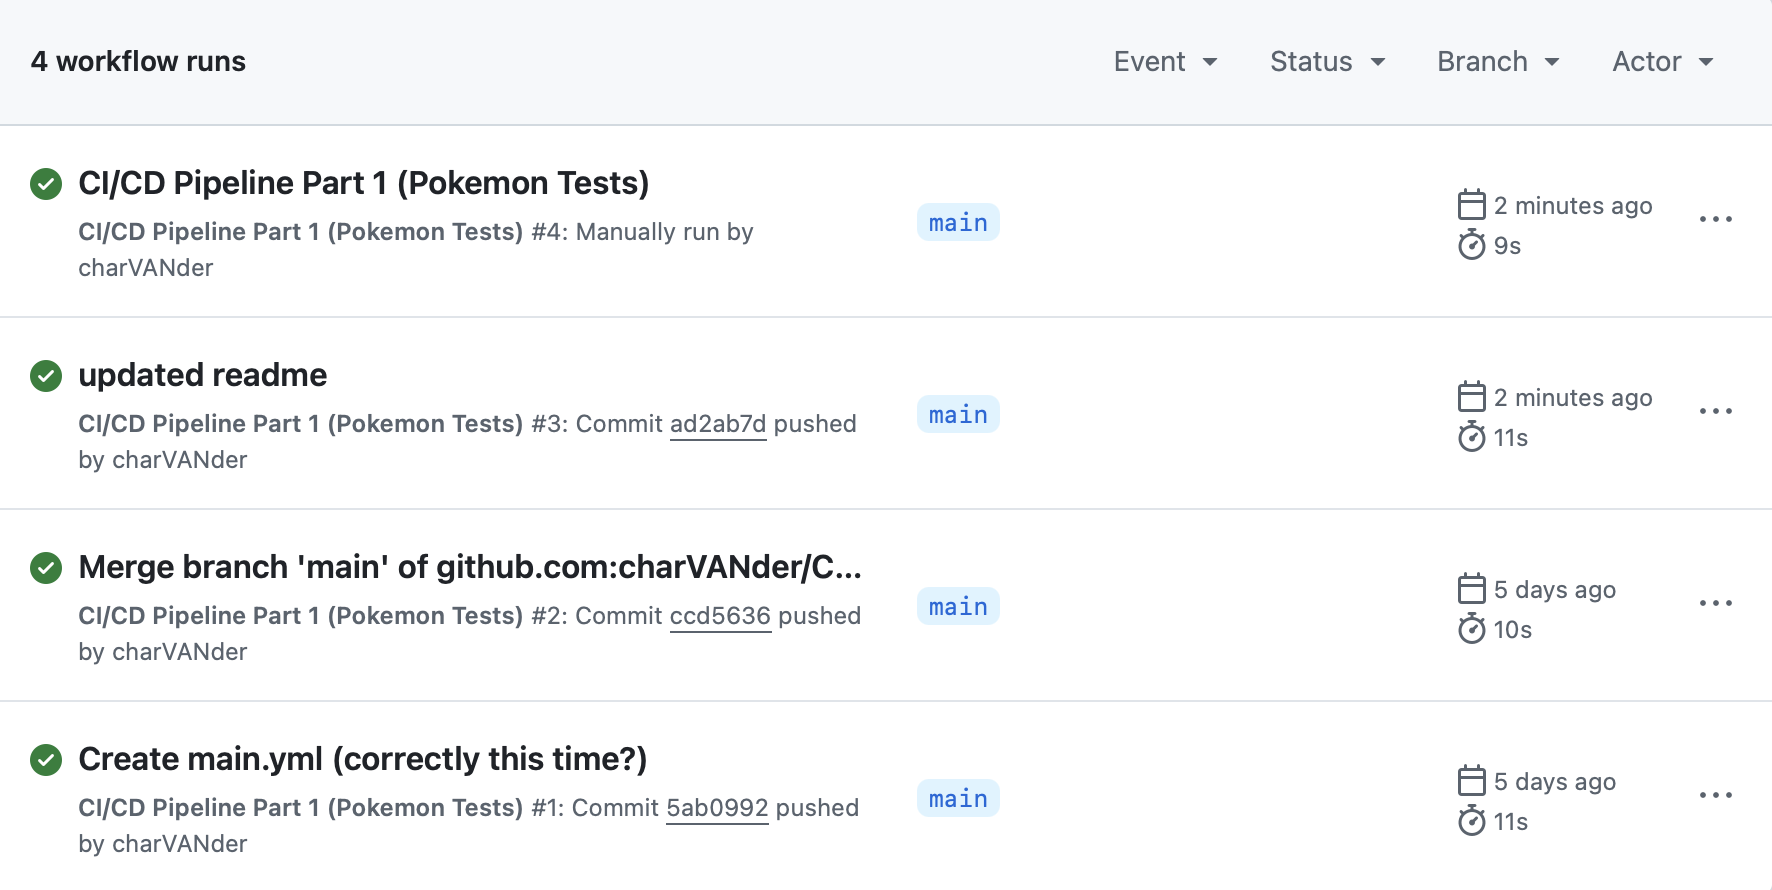 4 workflow runs
Event Status Branch Actor
CI/CD Pipeline Part 1 (Pokemon Tests)
CI/CD Pipeline Part 1 (Pokemon Tests) #4: Manually run by
charVANder
main
2 minutes ago
9s
updated readme
CI/CD Pipeline Part 1 (Pokemon Tests) #3: Commit ad2ab7d pushed
by charVANder
main
2 minutes ago
11s
Merge branch 'main' of github.com:charVANder/C...
CI/CD Pipeline Part 1 (Pokemon Tests) #2: Commit ccd5636 pushed
by charVANder
main
5 days ago
10s
Create main.yml (correctly this time?)
CI/CD Pipeline Part 1 (Pokemon Tests) #1: Commit 5ab0992 pushed
by charVANder
main
5 days ago
11s